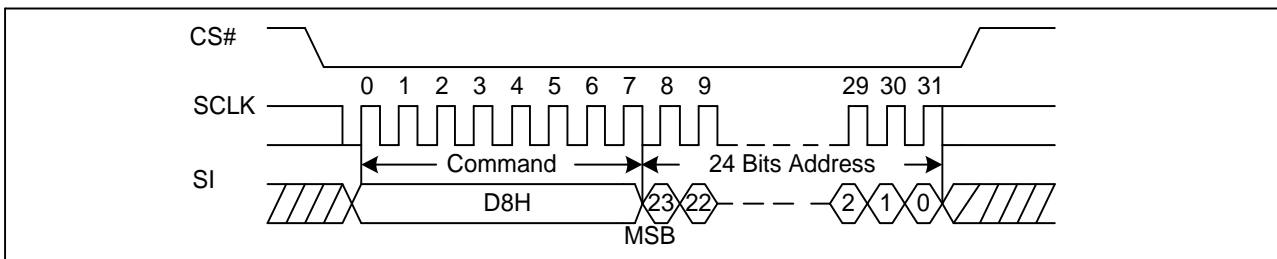 CS#
0 1 2 3 4 5 6 7 8 9 29 30 31
SCLK
Command 24 Bits Address
SI
D8H 23 22 2 1 0
MSB